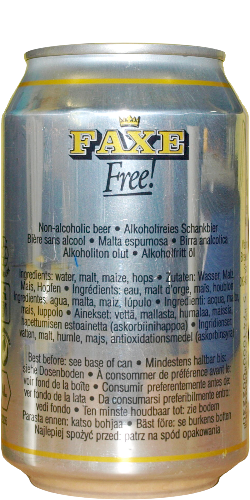 FAXE
Free!
Non-alcoholic beer • Alkoholfreies Schankbier
Bière sans alcool • Malta espumosa • Birra analcolica
Alkoholiton olut • Alkoholfritt öl
Ingredients: water, malt, maize, hops • Zutaten: Wasser, Malz,
Mais, Hopfen • Ingrédients: eau, malt d'orge, maïs, houblon
Ingredientes: agua, malta, maiz, lúpulo • Ingredienti: acqua, malto,
mais, luppolo • Ainekset: vettä, mallasta, humalaa, maissia,
hapettumisen estoainetta (askorbiinihappoa) • Ingredienser:
vatten, malt, humle, majs, antioxidationsmedel (askorbinsyra)
Best before: see base of can • Mindestens haltbar bis:
siehe Dosenboden • À consommer de préférence avant le:
voir fond de la boîte • Consumir preferentemente antes de:
ver fondo de la lata • Da consumarsi preferibilmente entro:
vedi fondo • Ten minste houdbaar tot: zie bodem
Parasta ennen: katso bohjaa • Bäst före: se burkens botten
Najlepiej spożyć przed: patrz na spód opakowania